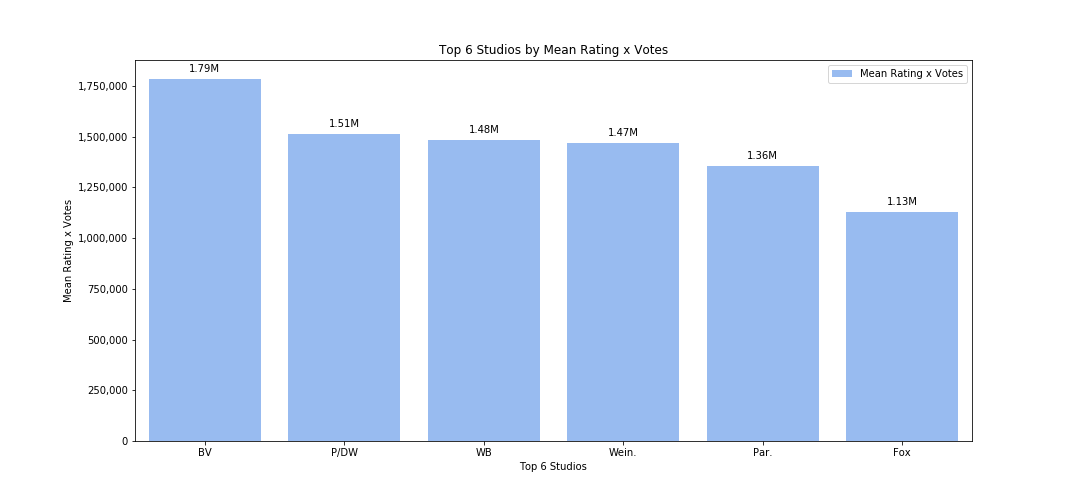 Top 6 Studios by Mean Rating x Votes
Mean Rating x Votes
1.79M
1.51M
1.48M
1.47M
1.36M
1.13M
Mean Rating x Votes
1,750,000
1,500,000
1,250,000
1,000,000
750,000
500,000
250,000
0
BV
P/DW
WB
Wein.
Par.
Fox
Top 6 Studios